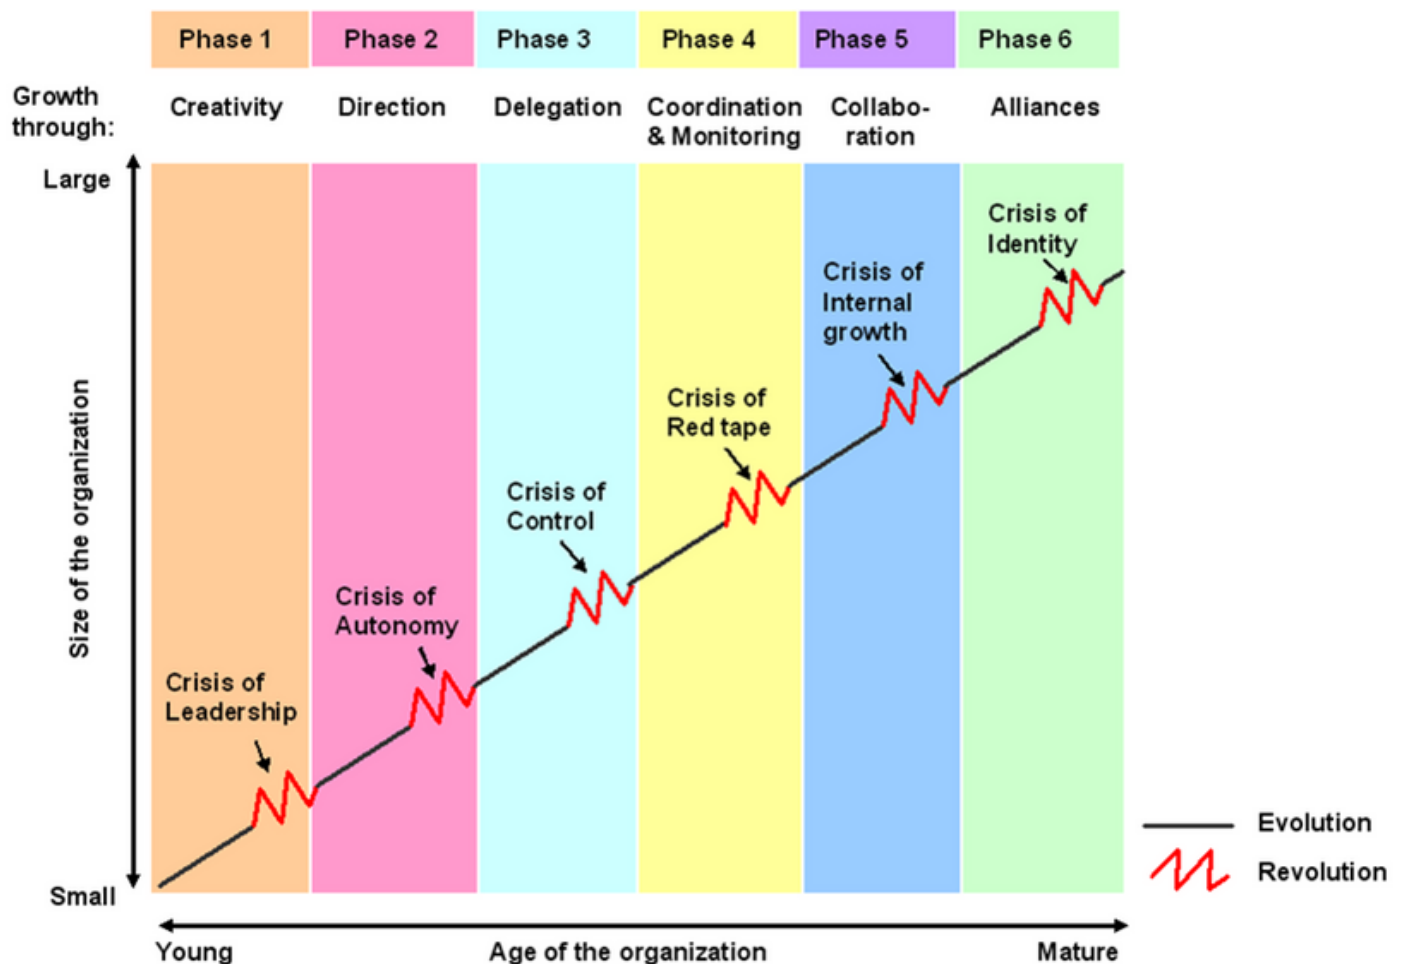 Phase 1
Phase 2
Phase 3
Phase 4
Phase 5
Phase 6
Growth
through:
Creativity
Direction
Delegation
Coordination
& Monitoring
Collabo-
ration
Alliances
Large
Size of the organization
Small
Crisis of
Leadership
Crisis of
Autonomy
Crisis of
Control
Crisis of
Red tape
Crisis of
Internal
growth
Crisis of
Identity
Evolution
Revolution
Young
Age of the organization
Mature